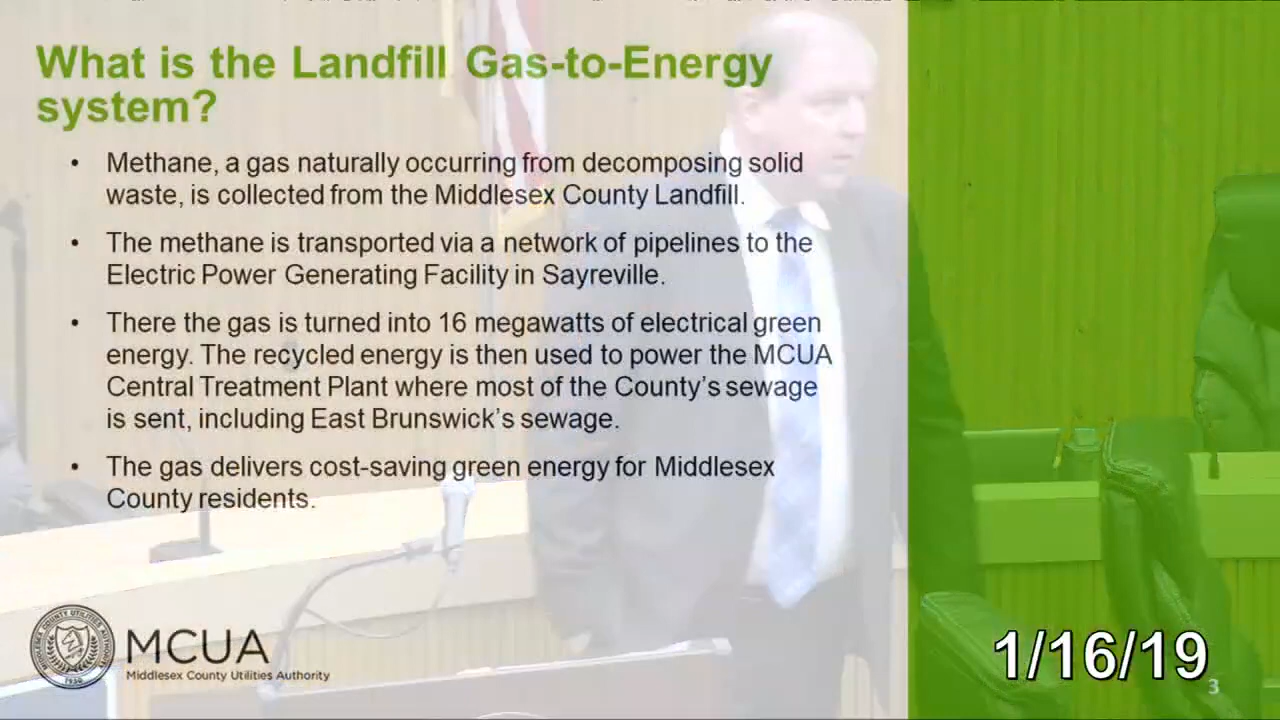 What is the Landfill Gas-to-Energy
system?
• Methane, a gas naturally occurring from decomposing solid
waste, is collected from the Middlesex County Landfill.
• The methane is transported via a network of pipelines to the
Electric Power Generating Facility in Sayreville.
• There the gas is turned into 16 megawatts of electrical green
energy. The recycled energy is then used to power the MCUA
Central Treatment Plant where most of the County's sewage
is sent, including East Brunswick's sewage.
• The gas delivers cost-saving green energy for Middlesex
County residents.
MIDDLESEX COUNTY UTILITIES AUTHORITY
1950
MCUA
Middlesex County Utilities Authority
1/16/19
3